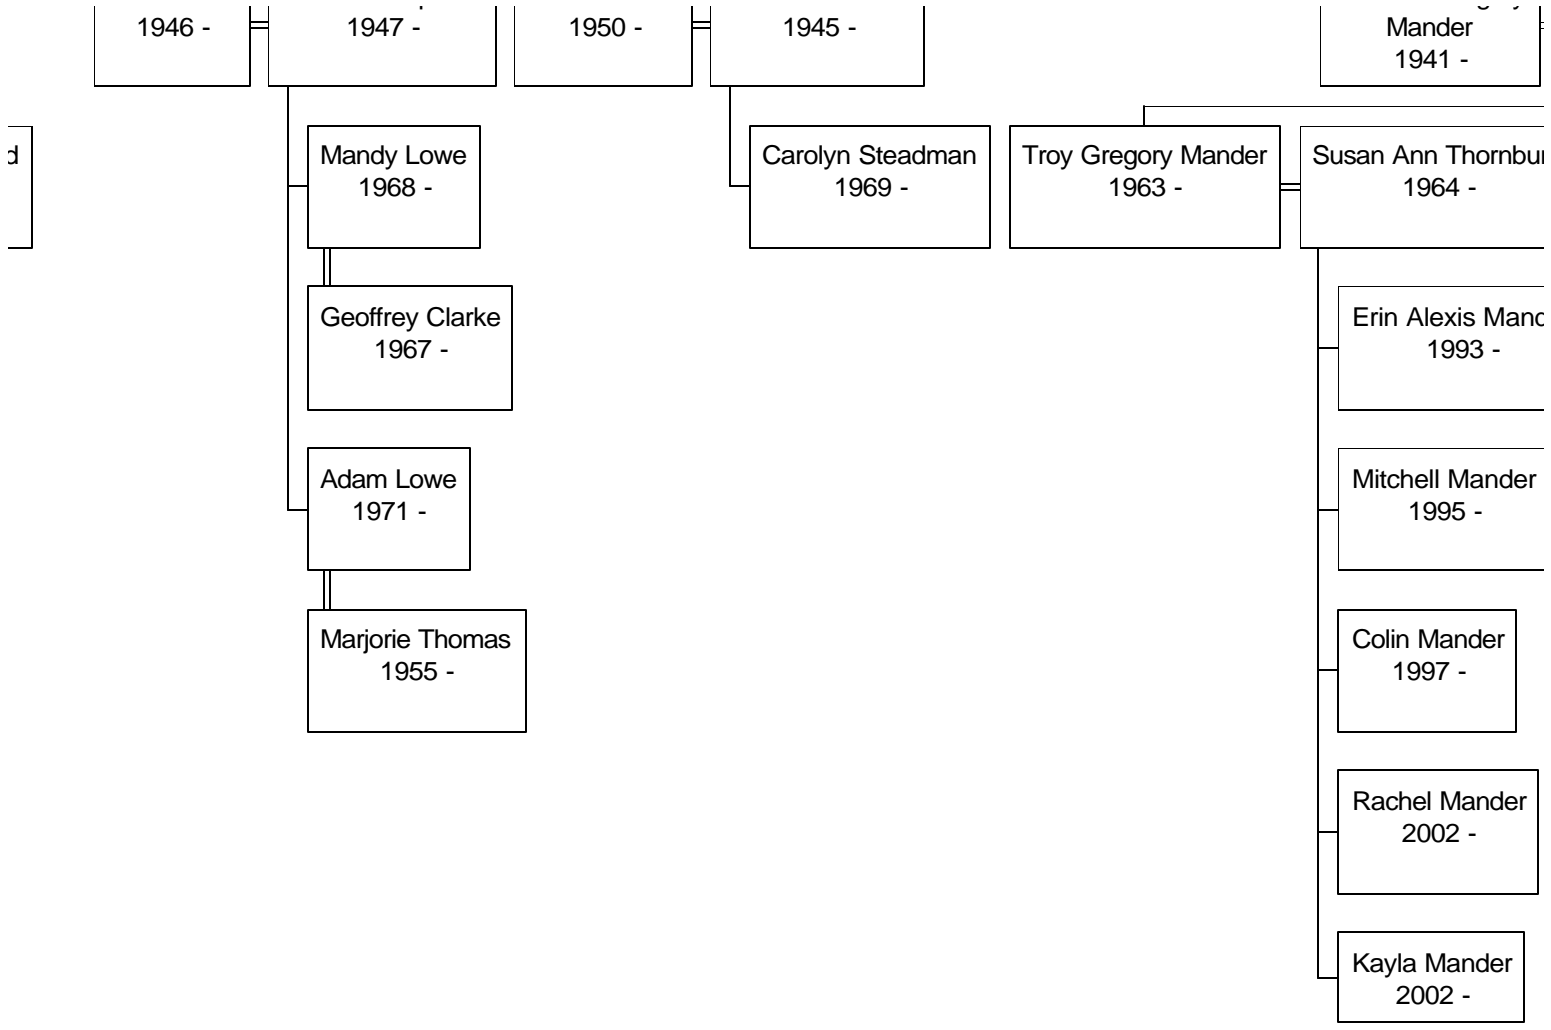 1946 -
1947 -
1950 -
1945 -
Mander
1941 -
Mandy Lowe
1968 -
Carolyn Steadman
1969 -
Troy Gregory Mander
1963 -
Susan Ann
1964 -
Geoffrey Clarke
1967 -
Erin Alexis
1993 -
Adam Lowe
1971 -
Mitchell Mander
1995 -
Marjorie Thomas
1955 -
Colin Mander
1997 -
Rachel Mander
2002 -
Kayla Mander
2002 -